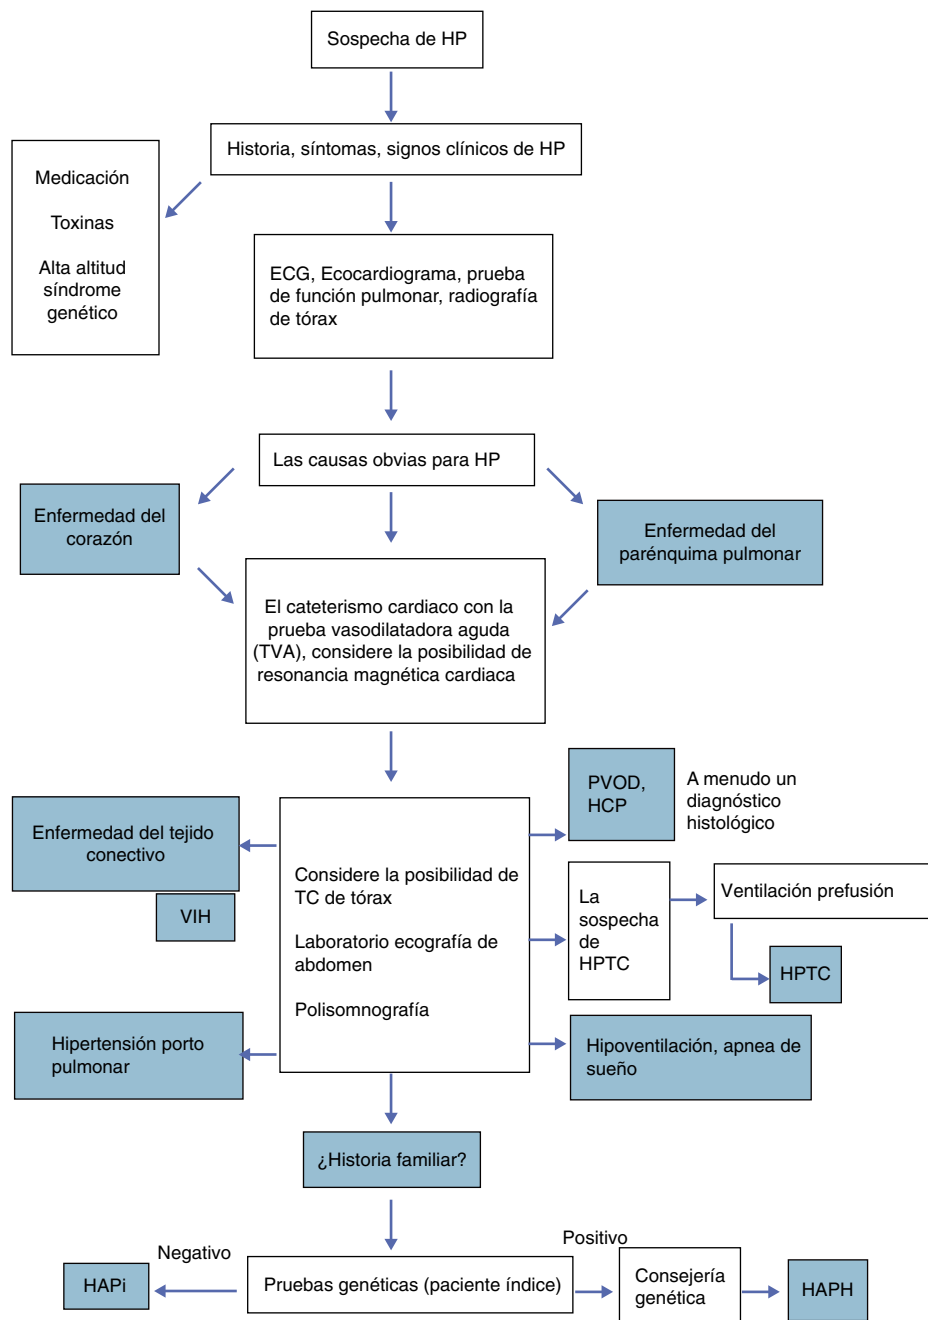 Sospecha de HP
Historia, síntomas, signos clínicos de HP
Medicación
Toxinas
Alta altitud
síndrome
genético
ECG, Ecocardiograma, prueba
de función pulmonar, radiografía
de tórax
Las causas obvias para HP
Enfermedad del
corazón
Enfermedad del
parénquima pulmonar
El cateterismo cardiaco con la
prueba vasodilatadora aguda
(TVA), considere la posibilidad de
resonancia magnética cardiaca
PVOD,
HCP
A menudo un
diagnóstico
histológico
Enfermedad del tejido
conectivo
VIH
Considere la posibilidad de
TC de tórax
Laboratorio ecografía de
abdomen
Polisomnografía
La
sospecha
de
HPTC
Ventilación prefusión
HPTC
Hipertensión porto
pulmonar
Hipoventilación, apnea de
sueño
¿Historia familiar?
Negativo
Positivo
HAPi
Pruebas genéticas (paciente índice)
Consejería
genética
HAPH